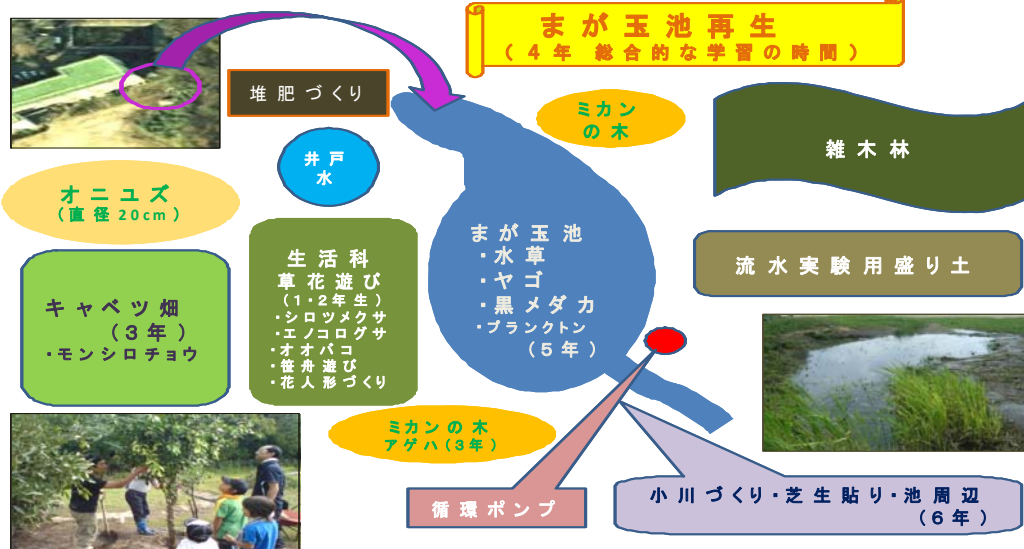 まが玉池再生
（４年 総合的な学習の時間）
堆肥づくり
ミカン
の木
雑木林
井戸
水
オニユズ
（直径20cm）
生活科
草花遊び
（1・2年生）
・シロツメクサ
・エノコログサ
・オオバコ
・笹舟遊び
・花人形づくり
まが玉池
・水草
・ヤゴ
・黒メダカ
・プランクトン
（５年）
流水実験用盛り土
キャベツ畑
（３年）
・モンシロチョウ
ミカンの木
アゲハ（３年）
循環ポンプ
小川づくり・芝生貼り・池周辺
（６年）